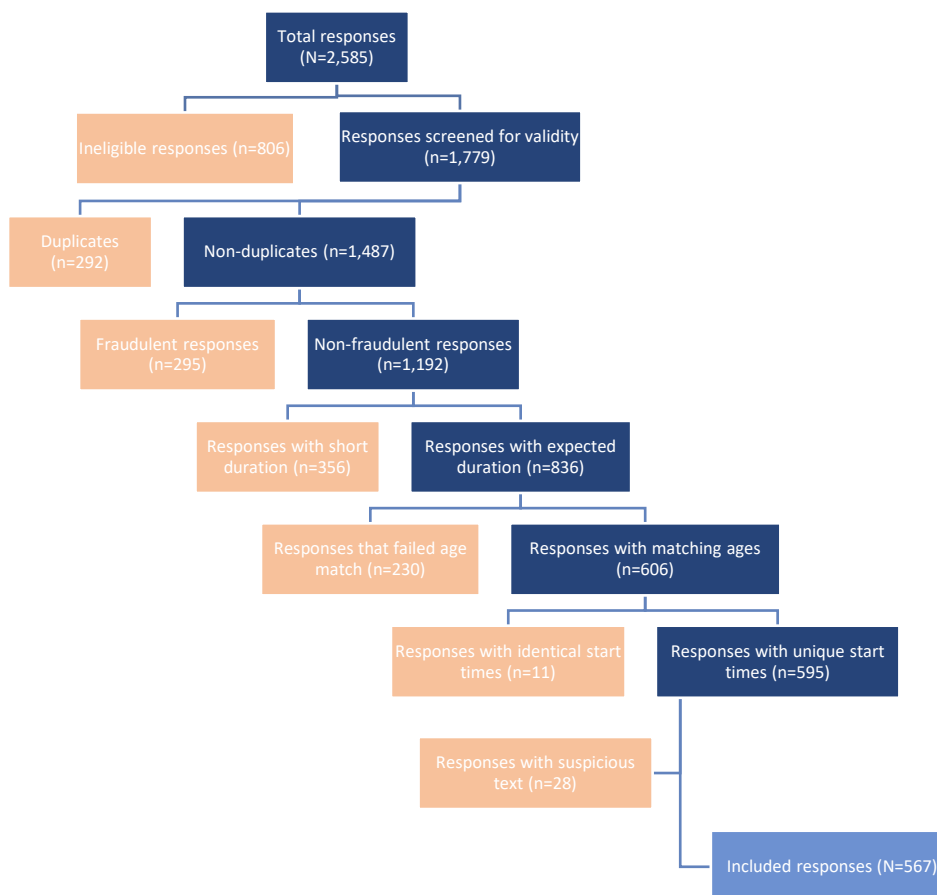 Total responses
(N=2,585)
Ineligible responses (n=806)
Responses screened for validity
(n=1,779)
Duplicates
(n=292)
Non-duplicates (n=1,487)
Fraudulent responses
(n=295)
Non-fraudulent responses
(n=1,192)
Responses with short
duration (n=356)
Responses with expected
duration (n=836)
Responses that failed age
match (n=230)
Responses with matching ages
(n=606)
Responses with identical start
times (n=11)
Responses with unique start
times (n=595)
Responses with suspicious
text (n=28)
Included responses (N=567)